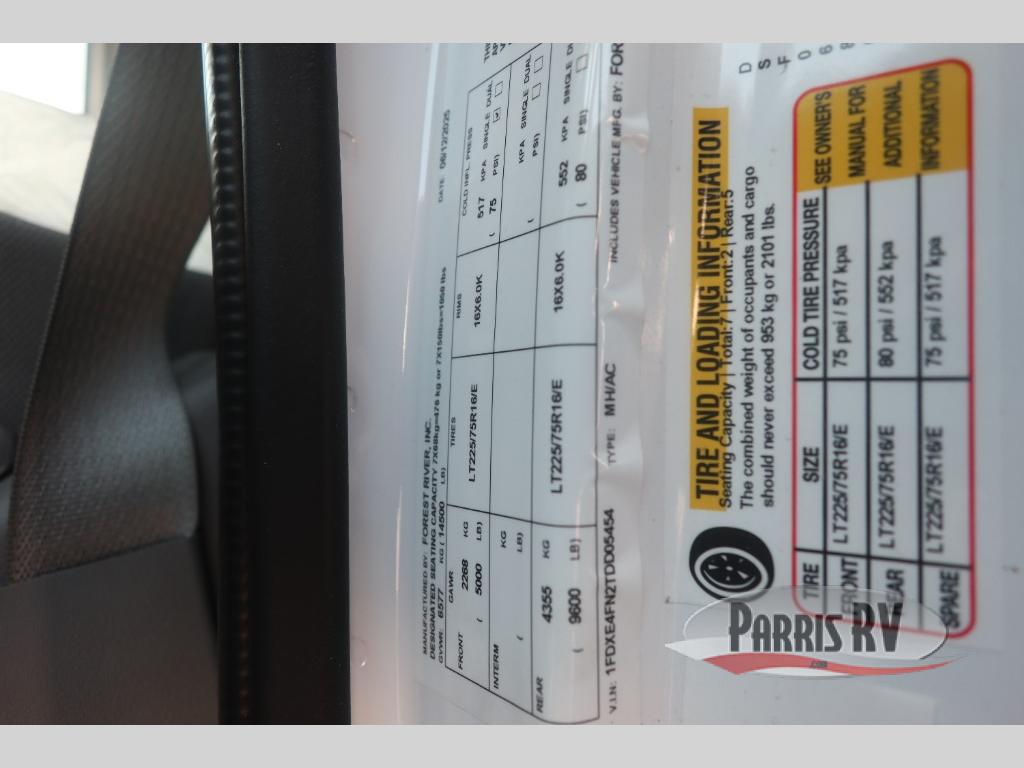 MANUFACTURED BY: FOREST RIVER, INC. DATE 06/12/2025
DESIGNATED SEATING CAPACITY 7X68kg=476 kg or 7X150lbs=1050 lbs
GVWR: 6577 KG ( 14500 LB)
GAWR TIRES RIMS COLD INFL. PRESS
FRONT 2268 KG LT225/75R16/E 16X6.0K 517 KPA SINGLE DUAL
( 5000 LB) ( 75 PSI)
INTERM KG KPA SINGLE DUAL
( LB) ( PSI)
REAR 4355 KG LT225/75R16/E 16X6.0K 552 KPA SINGLE
( 9600 LB) ( 80 PSI)
V.I.N: 1FDXE4FN2TDD05454 TYPE: MH/AC INCLUDES VEHICLE MFG. BY: FOR
TIRE AND LOADING INFORMATION
Seating Capacity | Total:7 | Front:2 | Rear:5
The combined weight of occupants and cargo
should never exceed 953 kg or 2101 lbs.
TIRE SIZE COLD TIRE PRESSURE SEE OWNER'S
FRONT LT225/75R16/E 75 psi / 517 kpa MANUAL FOR
REAR LT225/75R16/E 80 psi / 552 kpa ADDITIONAL
SPARE LT225/75R16/E 75 psi / 517 kpa INFORMATION
PARRIS RV
.com